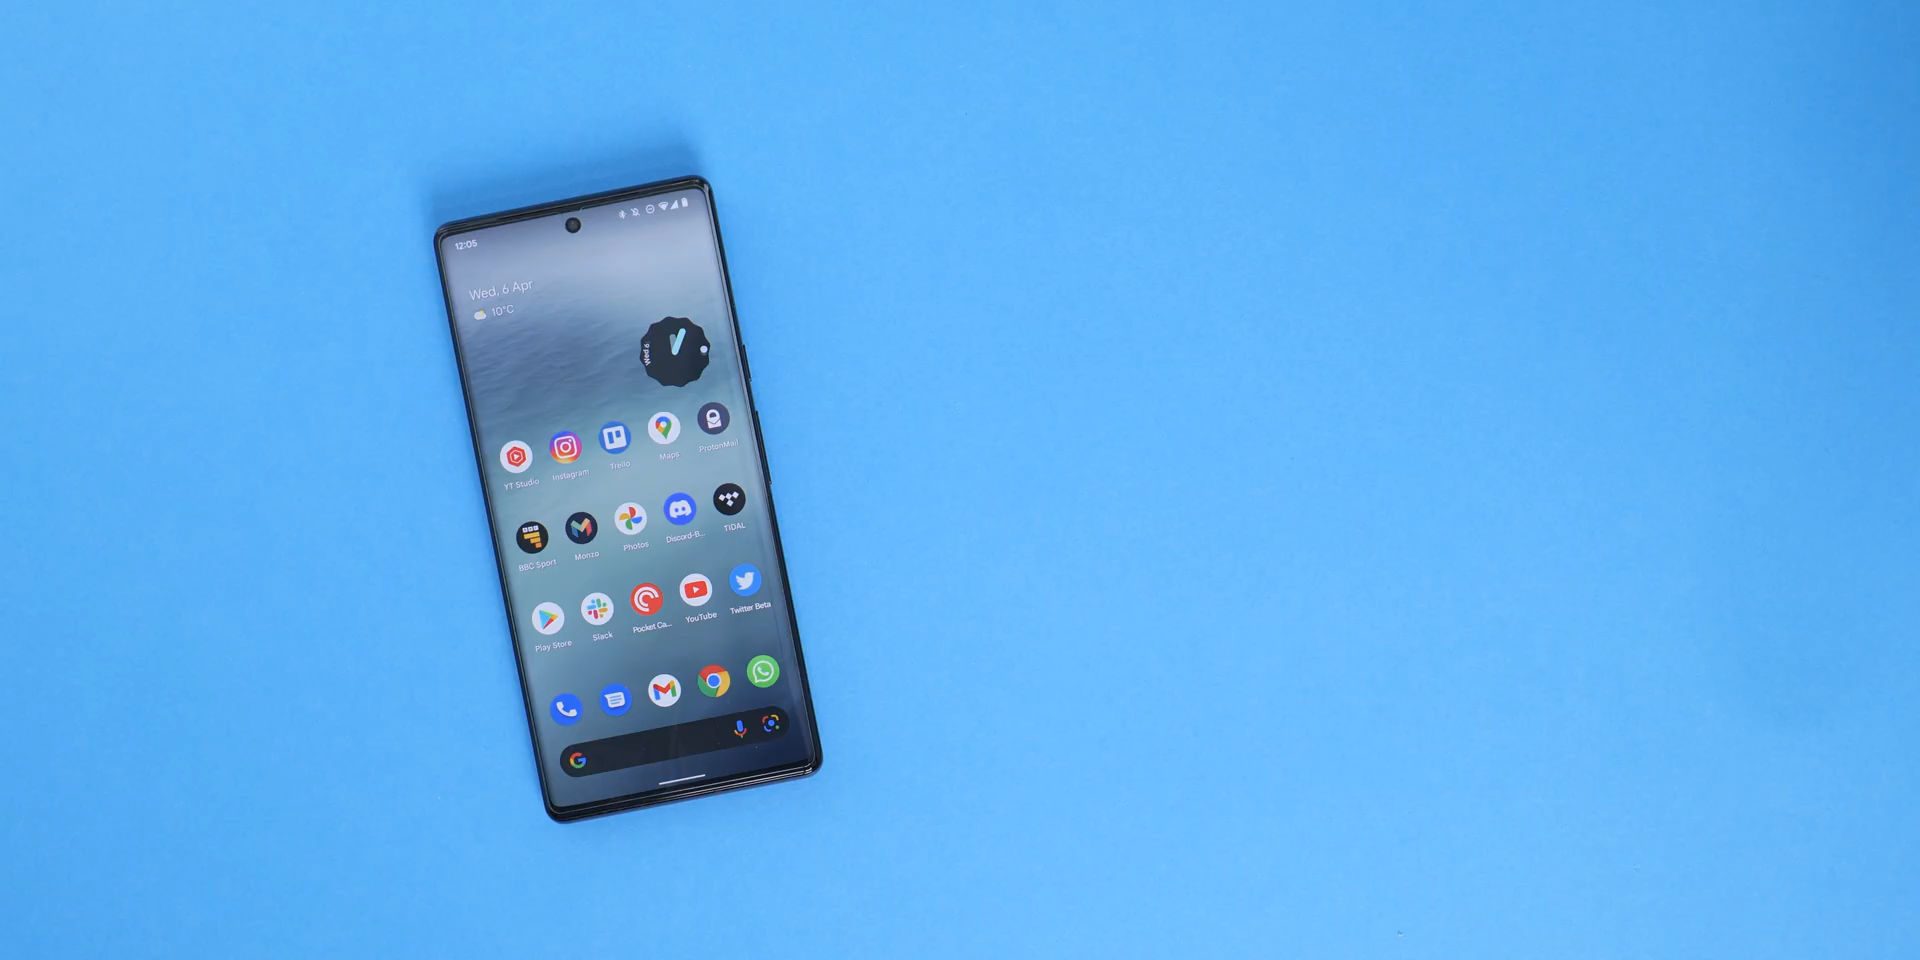 12:05
Wed, 6 Apr
10°C
Wed 6
YT Studio
Instagram
Trello
Maps
ProtonMail
BBC Sport
Monzo
Photos
Discord-B...
TIDAL
Play Store
Slack
Pocket Ca...
YouTube
Twitter Beta
G